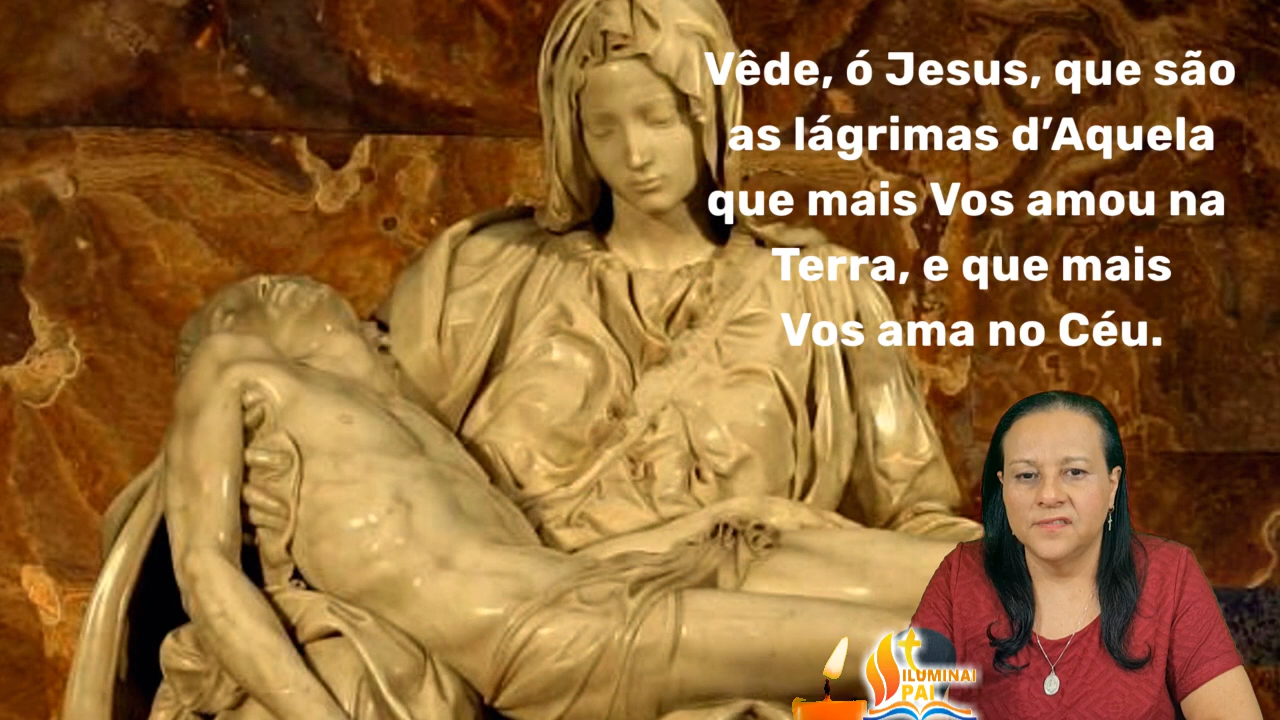 Vêde, ó Jesus, que são
as lágrimas d’Aquela
que mais Vos amou na
Terra, e que mais
Vos ama no Céu.
ILUMINAI
PAI